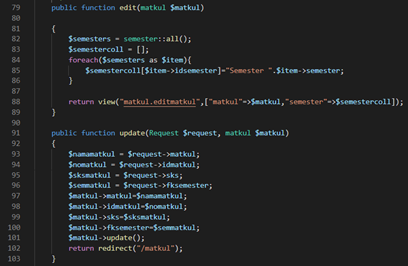 79 public function edit(matkul $matkul)
80
81 {
82 $semesters = semester::all();
83 $semestercoll = [];
84 foreach($semesters as $item){
85 $semestercoll[$item->idsemester]="Semester ".$item->semester;
86 }
87
88 return view("matkul.editmatkul",["matkul"=>$matkul,"semester"=>$semestercoll]);
89 }
90
91 public function update(Request $request, matkul $matkul)
92 {
93 $namamatkul = $request->matkul;
94 $nomatkul = $request->idmatkul;
95 $sksmatkul = $request->sks;
96 $semmatkul = $request->fksemester;
97 $matkul->matkul=$namamatkul;
98 $matkul->idmatkul=$nomatkul;
99 $matkul->sks=$sksmatkul;
100 $matkul->fksemester=$semmatkul;
101 $matkul->update();
102 return redirect("/matkul");
103 }